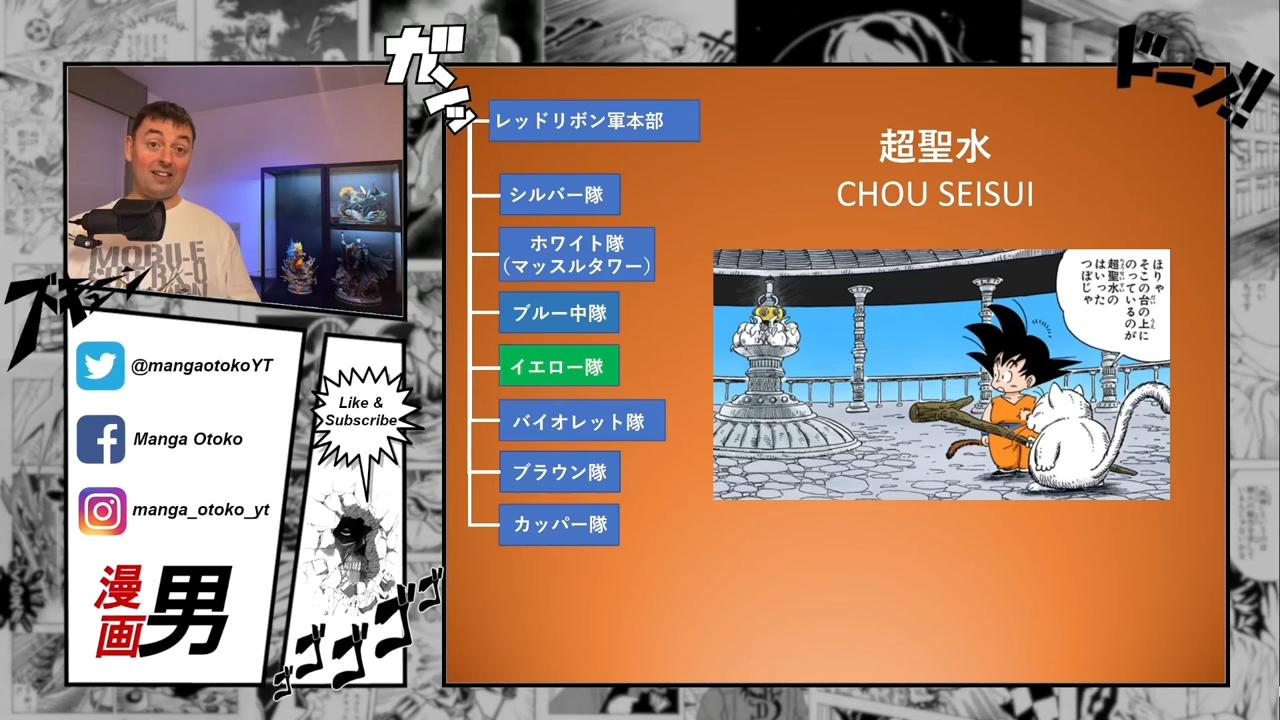 ガンッ
ドーン!!
レッドリボン軍本部
シルバー隊
ホワイト隊
(マッスルタワー)
ブルー中隊
イエロー隊
バイオレット隊
ブラウン隊
カッパー隊
超聖水
CHOU SEISUI
ほりゃ
そこの台の上に
のっているのが
超聖水の
はいった
つぼじゃ
MOBILE
@mangaotokoYT
Manga Otoko
manga_otoko_yt
Like &
Subscribe
漫画男
ゴゴゴゴゴ